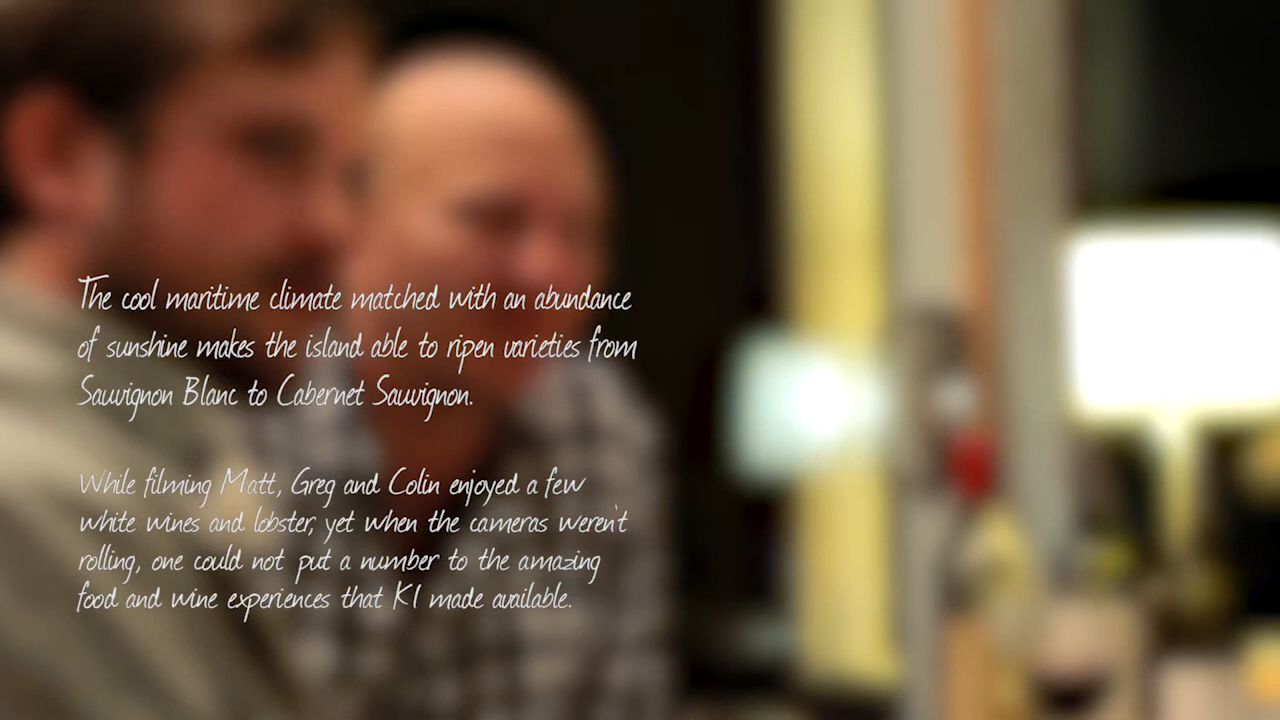 The cool maritime climate matched with an abundance
of sunshine makes the island able to ripen varieties from
Sauvignon Blanc to Cabernet Sauvignon.
While filming Matt, Greg and Colin enjoyed a few
white wines and lobster, yet when the cameras weren't
rolling, one could not put a number to the amazing
food and wine experiences that KI made available.